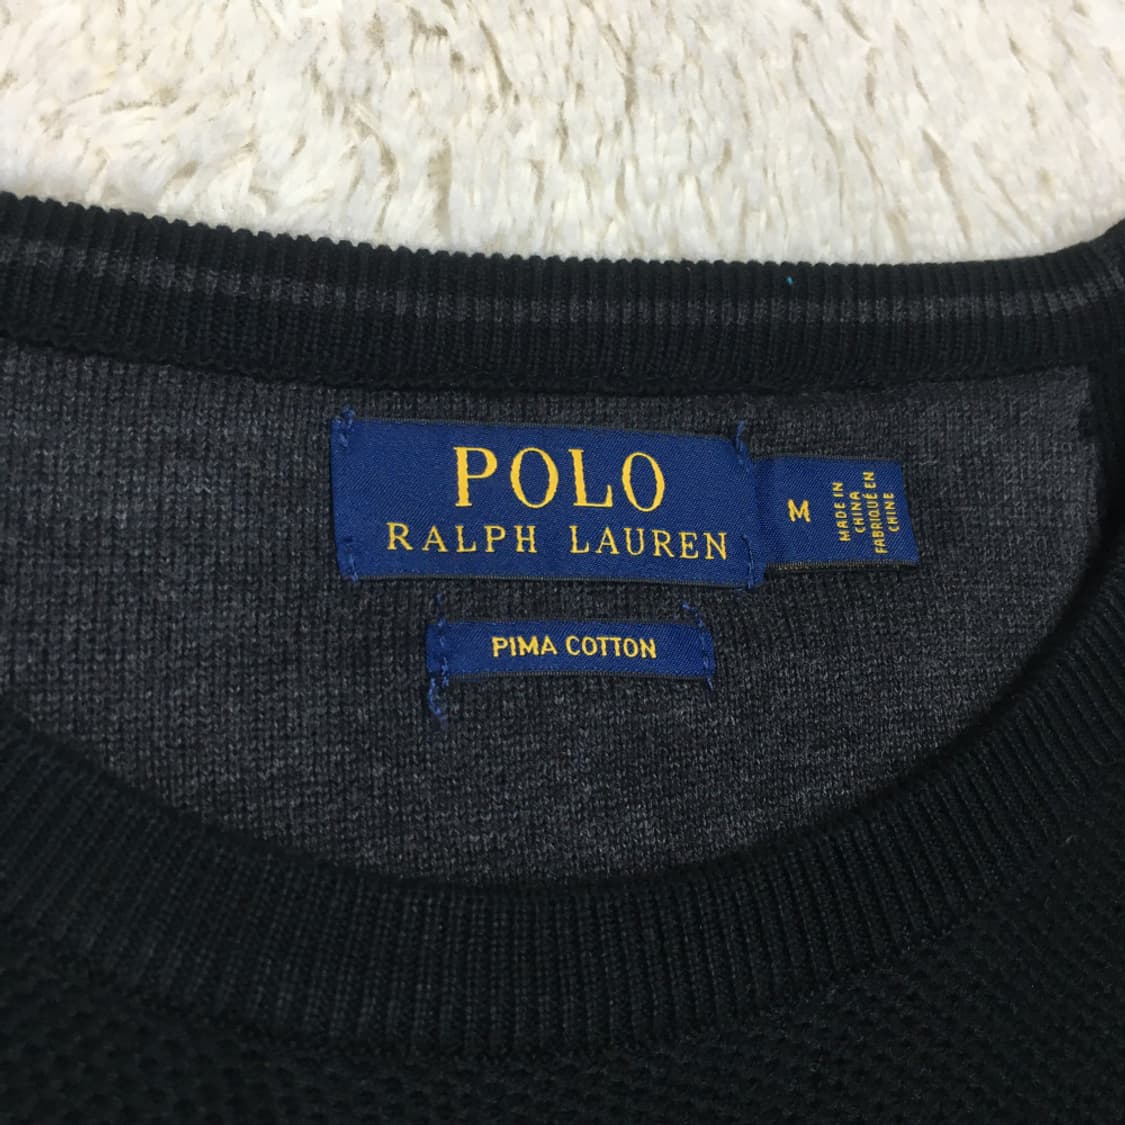 POLO
RALPH LAUREN
M
MADE IN
CHINA
FABRIQUÉ EN
CHINE
PIMA COTTON